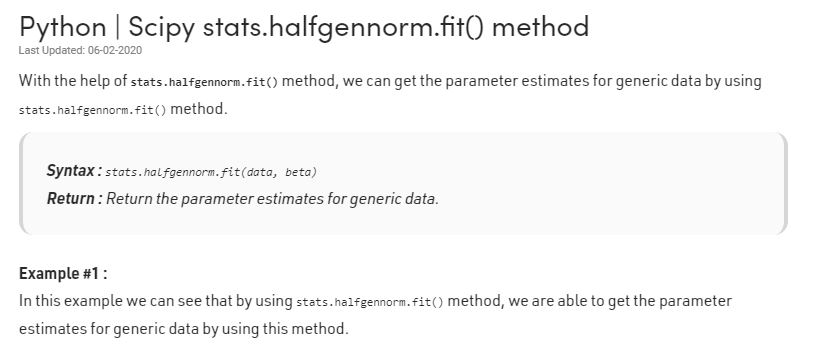 Python | Scipy stats.halfgennorm.fit() method
Last Updated: 06-02-2020
With the help of stats.halfgennorm.fit() method, we can get the parameter estimates for generic data by using
stats.halfgennorm.fit() method.
Syntax : stats.halfgennorm.fit(data, beta)
Return : Return the parameter estimates for generic data.
Example #1 :
In this example we can see that by using stats.halfgennorm.fit() method, we are able to get the parameter
estimates for generic data by using this method.